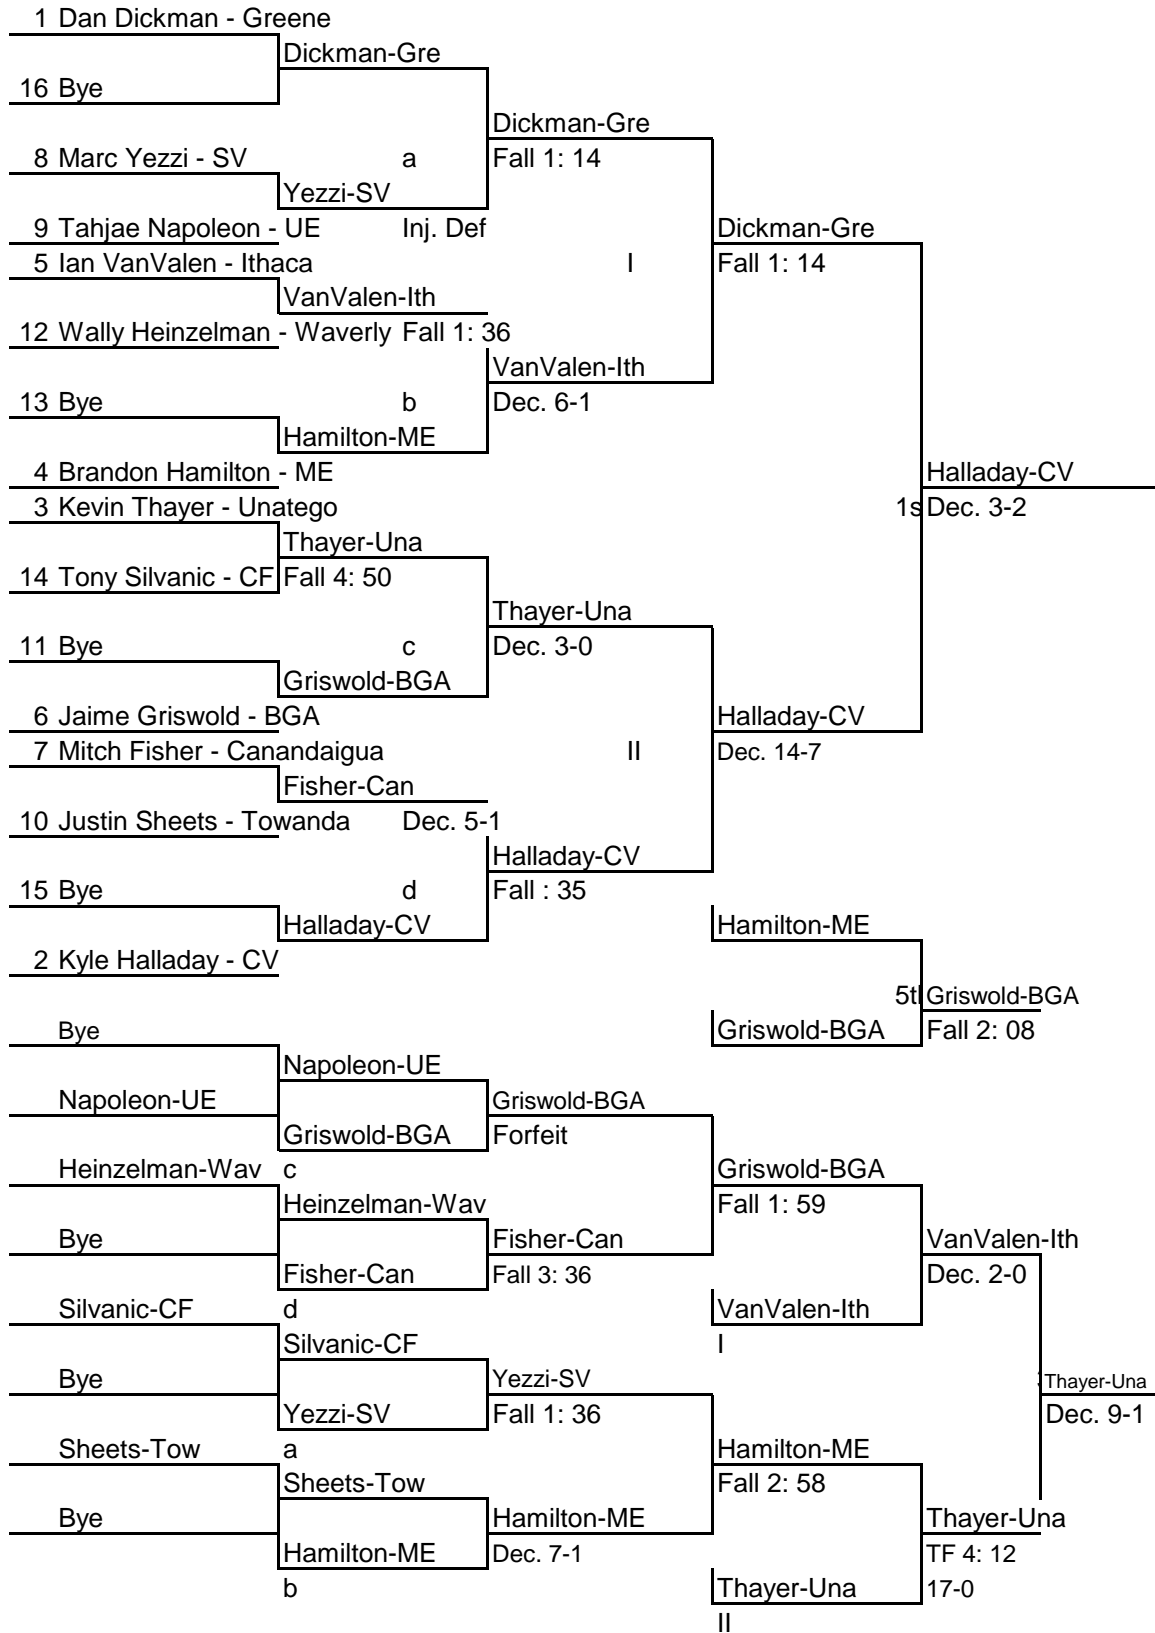 1 Dan Dickman - Greene
Dickman-Gre
16 Bye
Dickman-Gre
8 Marc Yezzi - SV a Fall 1: 14
Yezzi-SV
9 Tahjae Napoleon - UE Inj. Def Dickman-Gre
5 Ian VanValen - Ithaca I Fall 1: 14
VanValen-Ith
12 Wally Heinzelman - Waverly Fall 1: 36
VanValen-Ith
13 Bye b Dec. 6-1
Hamilton-ME
4 Brandon Hamilton - ME Halladay-CV
3 Kevin Thayer - Unatego 1s Dec. 3-2
Thayer-Una
14 Tony Silvanic - CF Fall 4: 50
Thayer-Una
11 Bye c Dec. 3-0
Griswold-BGA
6 Jaime Griswold - BGA Halladay-CV
7 Mitch Fisher - Canandaigua II Dec. 14-7
Fisher-Can
10 Justin Sheets - Towanda Dec. 5-1
Halladay-CV
15 Bye d Fall : 35
Halladay-CV Hamilton-ME
2 Kyle Halladay - CV
5t Griswold-BGA
Bye Griswold-BGA Fall 2: 08
Napoleon-UE
Napoleon-UE Griswold-BGA
Griswold-BGA Forfeit
Heinzelman-Wav c Griswold-BGA
Heinzelman-Wav Fall 1: 59
Bye Fisher-Can VanValen-Ith
Fisher-Can Fall 3: 36 Dec. 2-0
Silvanic-CF d VanValen-Ith
Silvanic-CF I
Bye Yezzi-SV Thayer-Una
Yezzi-SV Fall 1: 36 Dec. 9-1
Sheets-Tow a Hamilton-ME
Sheets-Tow Fall 2: 58
Bye Hamilton-ME Thayer-Una
Hamilton-ME Dec. 7-1 TF 4: 12
b Thayer-Una 17-0
II